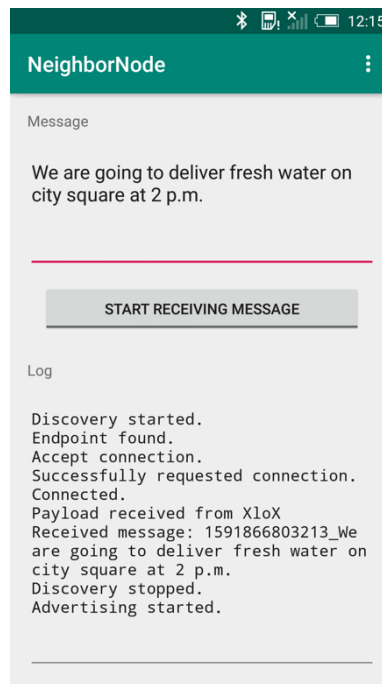 12:15
NeighborNode
Message
We are going to deliver fresh water on
city square at 2 p.m.
START RECEIVING MESSAGE
Log
Discovery started.
Endpoint found.
Accept connection.
Successfully requested connection.
Connected.
Payload received from XloX
Received message: 1591866803213_We
are going to deliver fresh water on
city square at 2 p.m.
Discovery stopped.
Advertising started.